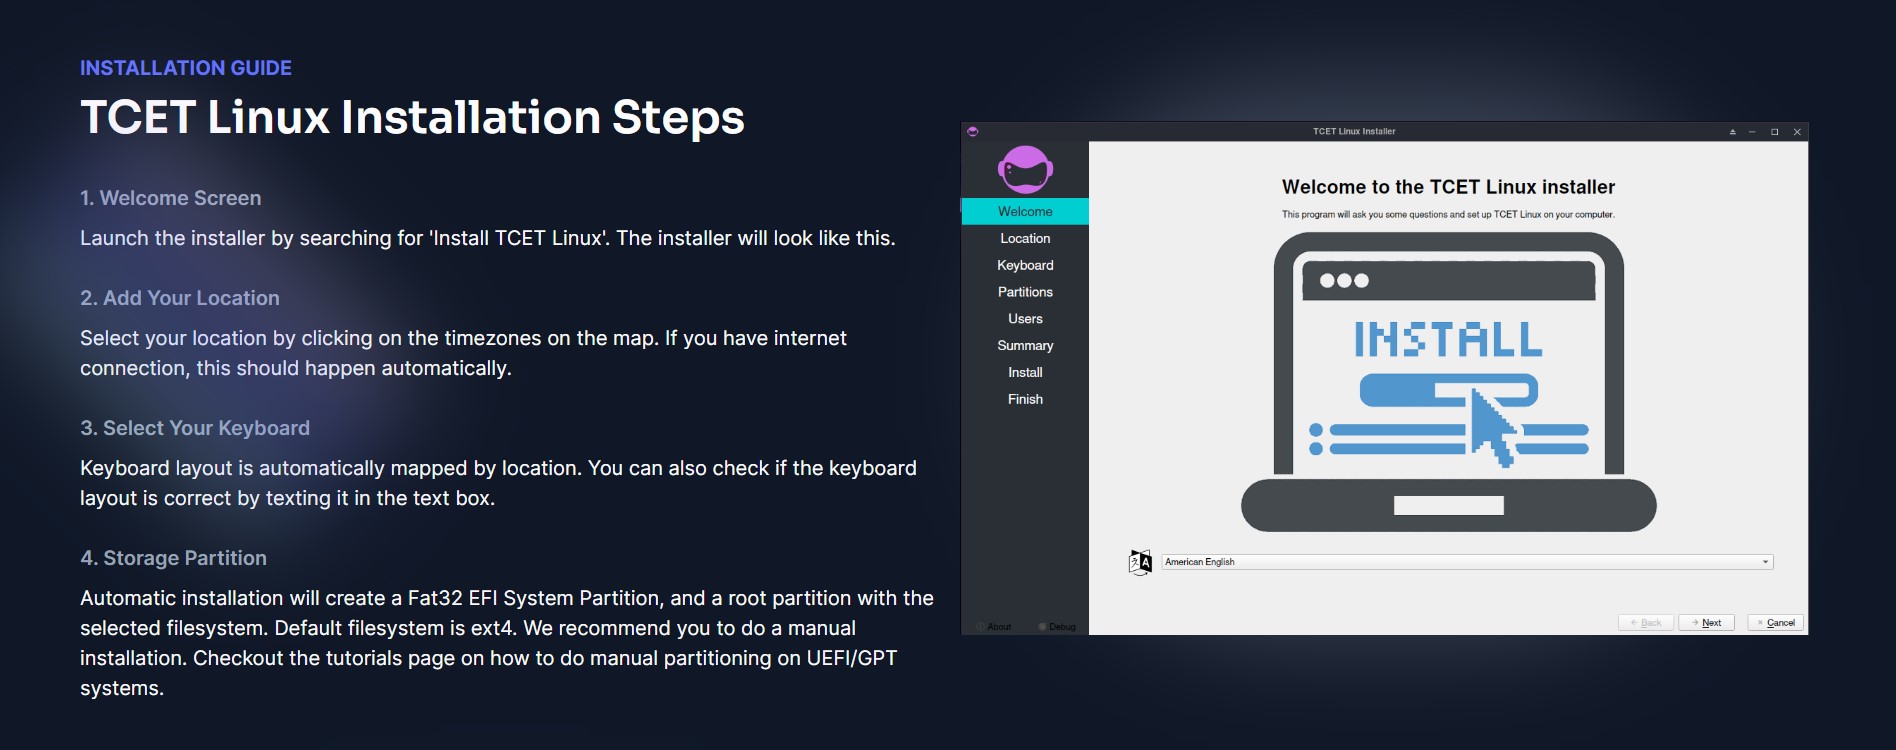 INSTALLATION GUIDE
TCET Linux Installation Steps
1. Welcome Screen
Launch the installer by searching for 'Install TCET Linux'. The installer will look like this.
2. Add Your Location
Select your location by clicking on the timezones on the map. If you have internet
connection, this should happen automatically.
3. Select Your Keyboard
Keyboard layout is automatically mapped by location. You can also check if the keyboard
layout is correct by texting it in the text box.
4. Storage Partition
Automatic installation will create a Fat32 EFI System Partition, and a root partition with the
selected filesystem. Default filesystem is ext4. We recommend you to do a manual
installation. Checkout the tutorials page on how to do manual partitioning on UEFI/GPT
systems.
TCET Linux Installer
Welcome
Location
Keyboard
Partitions
Users
Summary
Install
Finish
About
Debug
Welcome to the TCET Linux installer
This program will ask you some questions and set up TCET Linux on your computer.
INSTALL
American English
Back
Next
Cancel